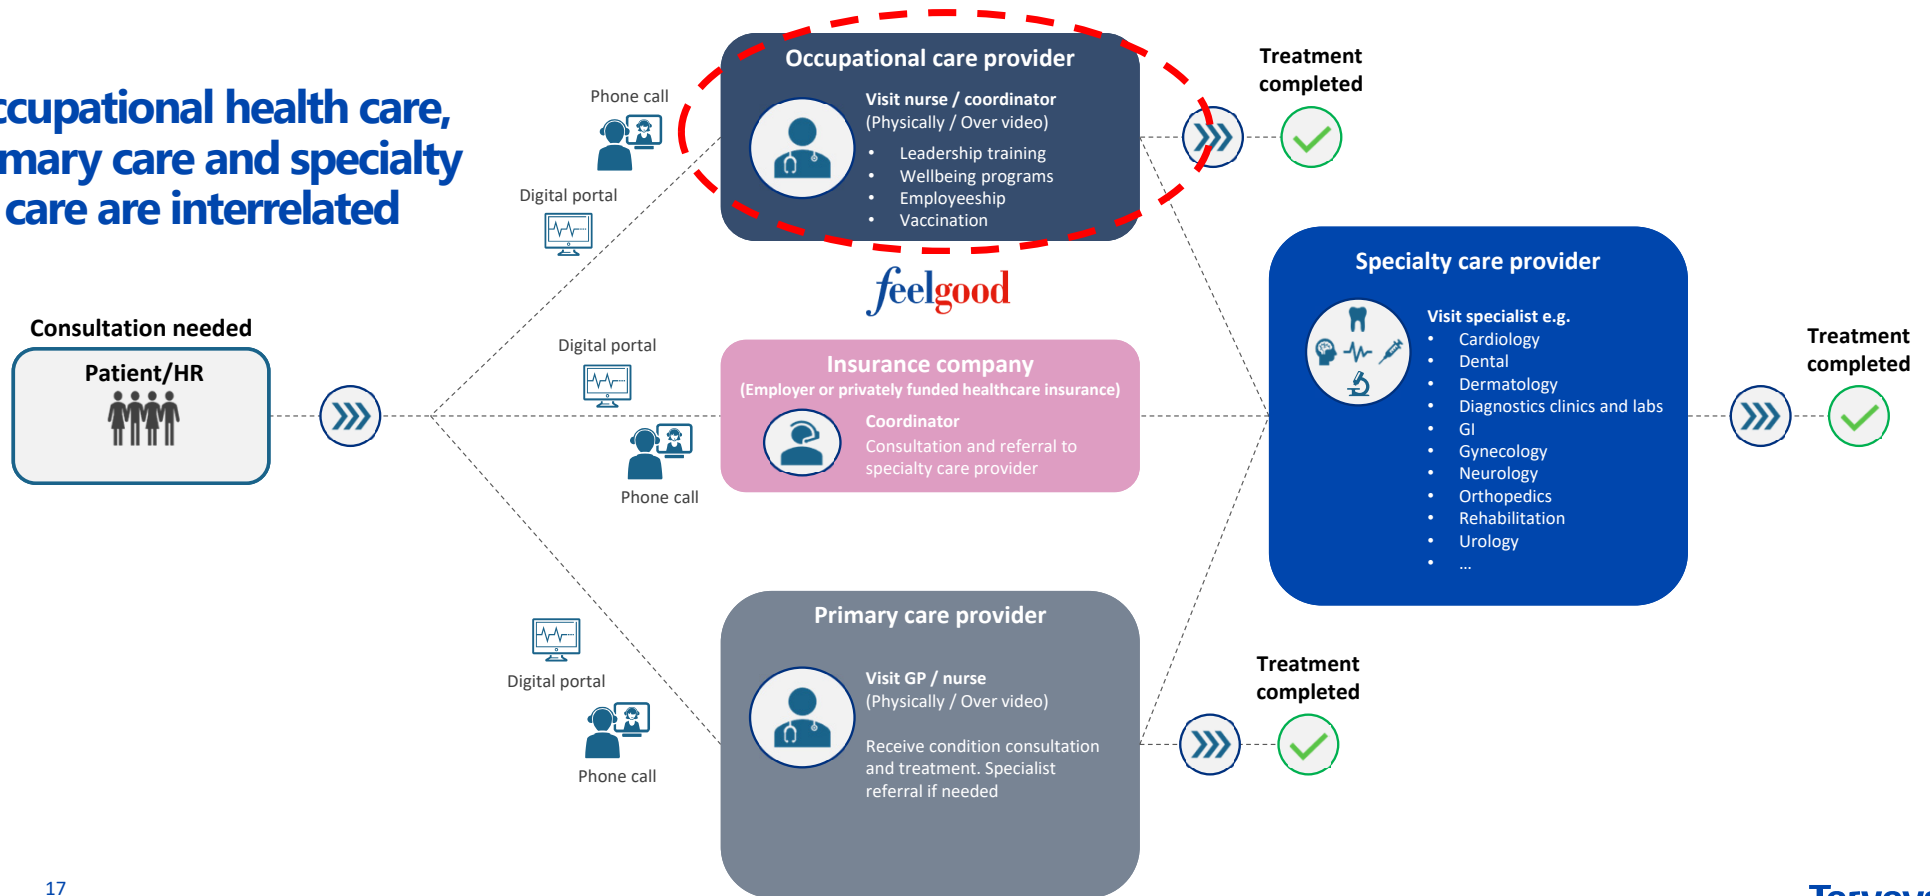 ccupational health care,
mary care and specialty
care are interrelated
Consultation needed
Patient/HR
Phone call
Digital portal
Digital portal
Phone call
Digital portal
Phone call
Occupational care provider
Visit nurse / coordinator
(Physically / Over video)
• Leadership training
• Wellbeing programs
• Employeeship
• Vaccination
feelgood
Insurance company
(Employer or privately funded healthcare insurance)
Coordinator
Consultation and referral to
specialty care provider
Primary care provider
Visit GP / nurse
(Physically / Over video)
Receive condition consultation
and treatment. Specialist
referral if needed
Treatment
completed
Specialty care provider
Visit specialist e.g.
• Cardiology
• Dental
• Dermatology
• Diagnostics clinics and labs
• GI
• Gynecology
• Neurology
• Orthopedics
• Rehabilitation
• Urology
• ...
Treatment
completed
Treatment
completed
17